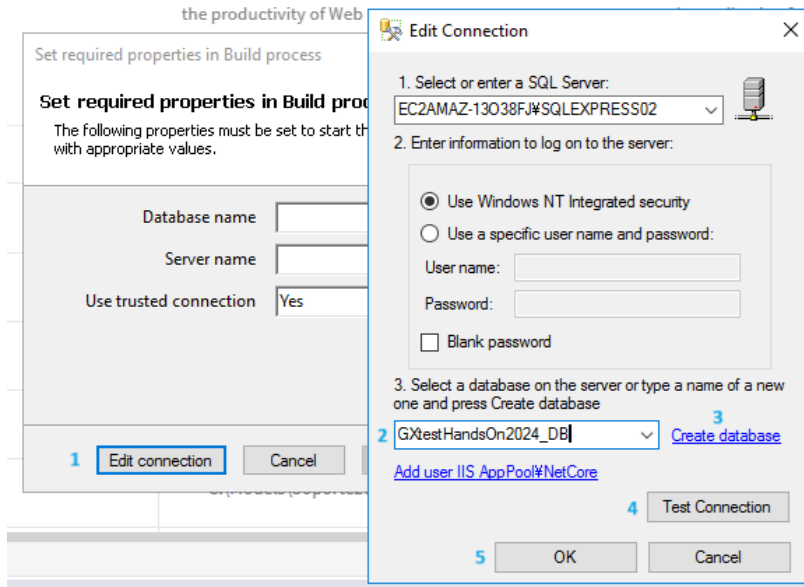 the productivity of Web
Set required properties in Build process
Set required properties in Build proc
The following properties must be set to start th
with appropriate values.
Database name
Server name
Use trusted connection Yes
1 Edit connection Cancel
Edit Connection
1. Select or enter a SQL Server:
EC2AMAZ-13O38FJ¥SQLEXPRESS02
2. Enter information to log on to the server:
Use Windows NT Integrated security
Use a specific user name and password:
User name:
Password:
Blank password
3. Select a database on the server or type a name of a new
one and press Create database
3
2 GXtestHandsOn2024_DB Create database
Add user IIS AppPool¥NetCore
4 Test Connection
5 OK Cancel